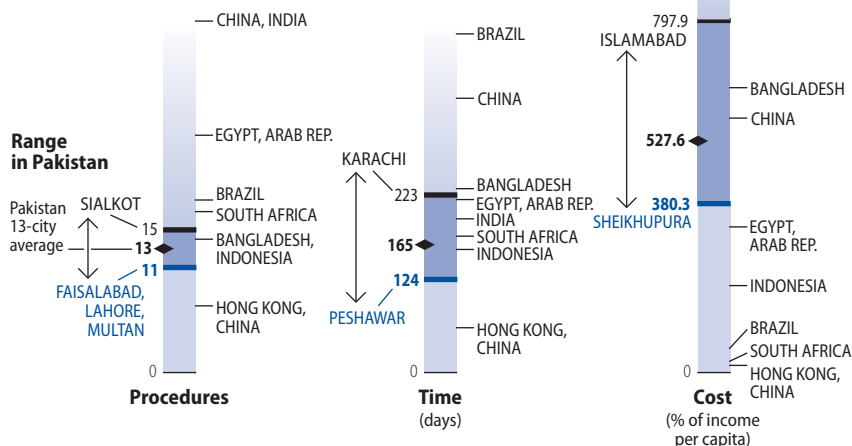 CHINA, INDIA
EGYPT, ARAB REP.
Range
in Pakistan
SIALKOT
Pakistan
13-city
average
15
13
11
BRAZIL
SOUTH AFRICA
BANGLADESH,
INDONESIA
FAISALABAD,
LAHORE,
MULTAN
HONG KONG,
CHINA
0
Procedures
BRAZIL
CHINA
KARACHI
223
BANGLADESH
EGYPT, ARAB REP.
INDIA
SOUTH AFRICA
INDONESIA
165
124
PESHAWAR
HONG KONG,
CHINA
0
Time
(days)
797.9
ISLAMABAD
BANGLADESH
CHINA
527.6
380.3
SHEIKHUPURA
EGYPT,
ARAB REP.
INDONESIA
BRAZIL
SOUTH AFRICA
HONG KONG,
CHINA
0
Cost
(% of income
per capita)